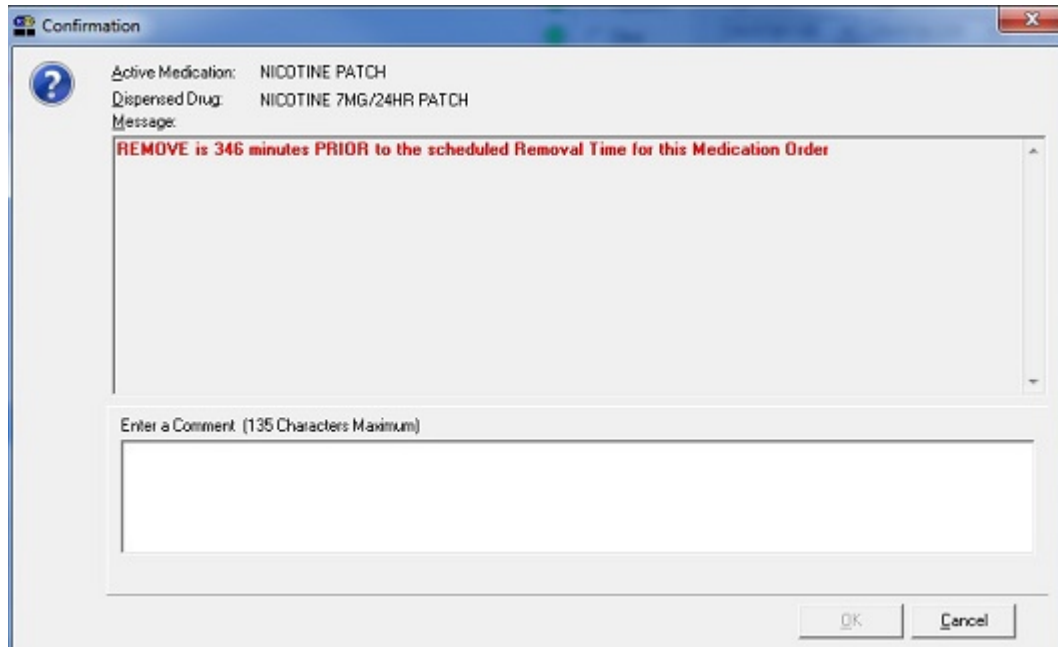 Confirmation
Active Medication: NICOTINE PATCH
Dispensed Drug: NICOTINE 7MG/24HR PATCH
Message:
REMOVE is 346 minutes PRIOR to the scheduled Removal Time for this Medication Order
Enter a Comment (135 Characters Maximum)
OK Cancel